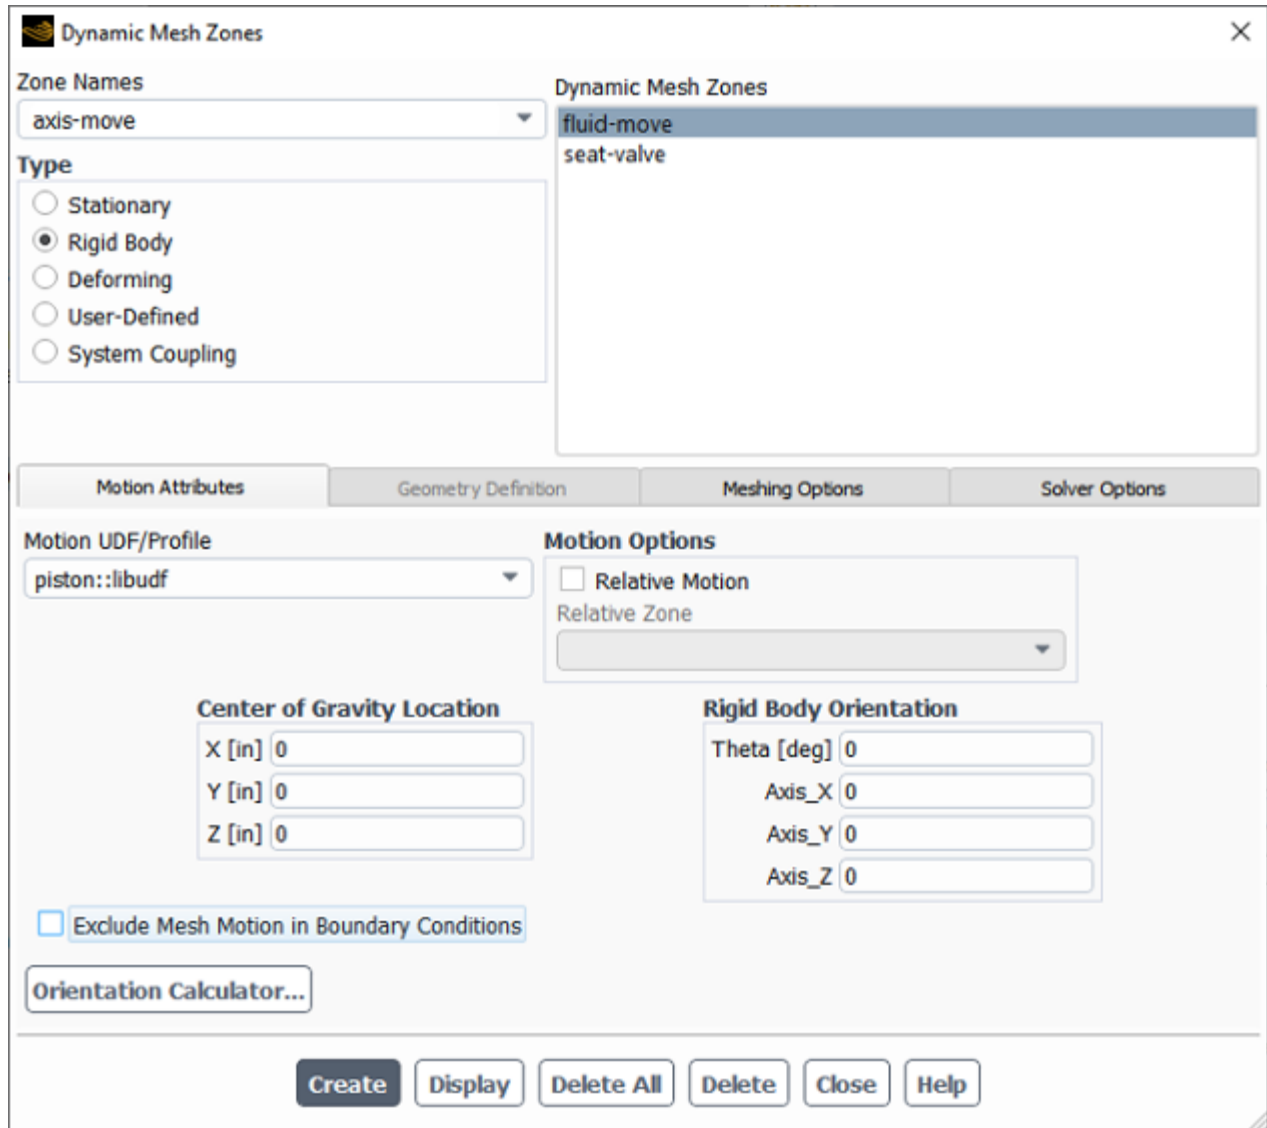 Dynamic Mesh Zones
Zone Names
axis-move
Dynamic Mesh Zones
fluid-move
seat-valve
Type
Stationary
Rigid Body
Deforming
User-Defined
System Coupling
Motion Attributes
Geometry Definition
Meshing Options
Solver Options
Motion UDF/Profile
piston::libudf
Motion Options
Relative Motion
Relative Zone
Center of Gravity Location
X [in] 0
Y [in] 0
Z [in] 0
Rigid Body Orientation
Theta [deg] 0
Axis_X 0
Axis_Y 0
Axis_Z 0
Exclude Mesh Motion in Boundary Conditions
Orientation Calculator...
Create Display Delete All Delete Close Help